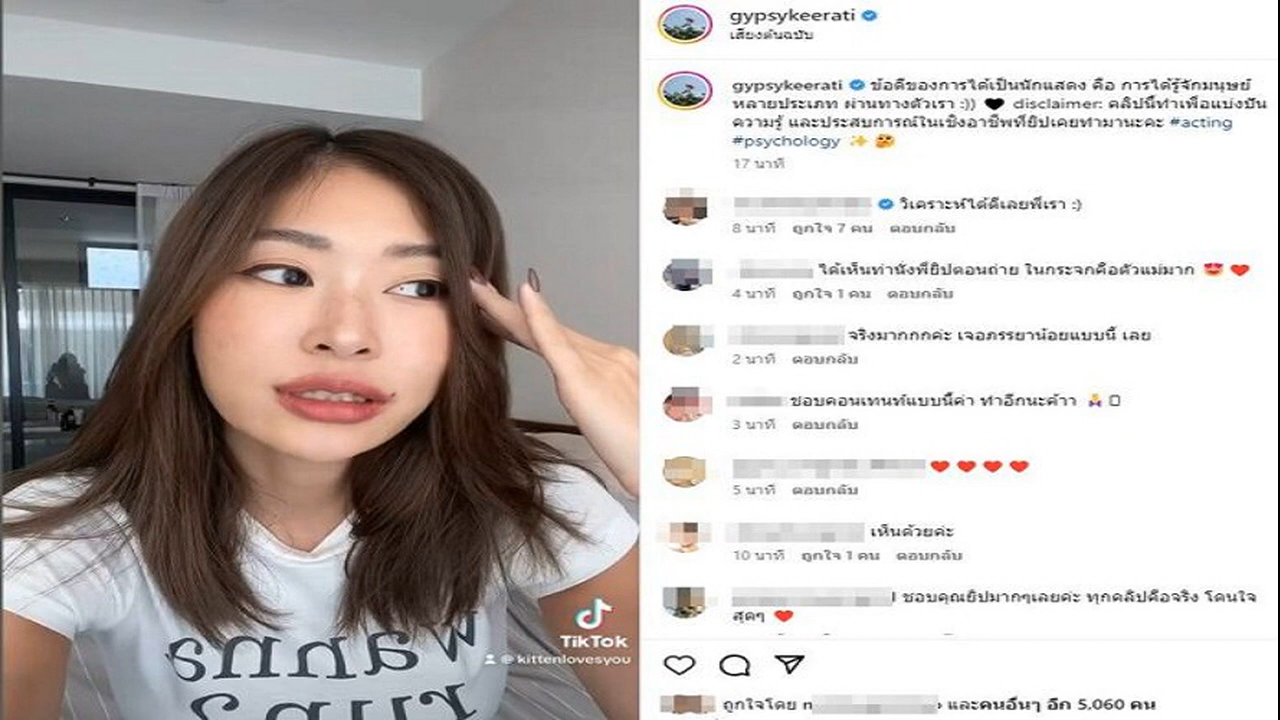 gypsykeerati
เสียงต้นฉบับ
gypsykeerati ข้อดีของการได้เป็นนักแสดง คือ การได้รู้จักมนุษย์
หลายประเภท ผ่านทางตัวเรา :)) 🖤 disclaimer: คลิปนี้ทำเพื่อแบ่งปัน
ความรู้ และประสบการณ์ในเชิงอาชีพที่ยิปเคยทำมานะคะ #acting
#psychology ✨ 🤔
17 นาที
วิเคราะห์ได้ดีเลยพี่เรา :)
8 นาที ถูกใจ 7 คน ตอบกลับ
ได้เห็นท่านั่งพี่ยิปตอนถ่าย ในกระจกคือตัวแม่มาก 😍 ❤️
4 นาที ถูกใจ 1 คน ตอบกลับ
จริงมากกกค่ะ เจอภรรยาน้อยแบบนี้ เลย
2 นาที ตอบกลับ
ชอบคอนเทนท์แบบนี้ค่า ทำอีกนะค้าา
3 นาที ตอบกลับ
❤️ ❤️ ❤️ ❤️
5 นาที ตอบกลับ
เห็นด้วยค่ะ
10 นาที ถูกใจ 1 คน ตอบกลับ
ชอบคุณยิปมากๆเลยค่ะ ทุกคลิปคือจริง โดนใจ
สุดๆ ❤️
ถูกใจโดย และคนอื่นๆ อีก 5,060 คน
TikTok
@kittenlovesyou
wanna
run?